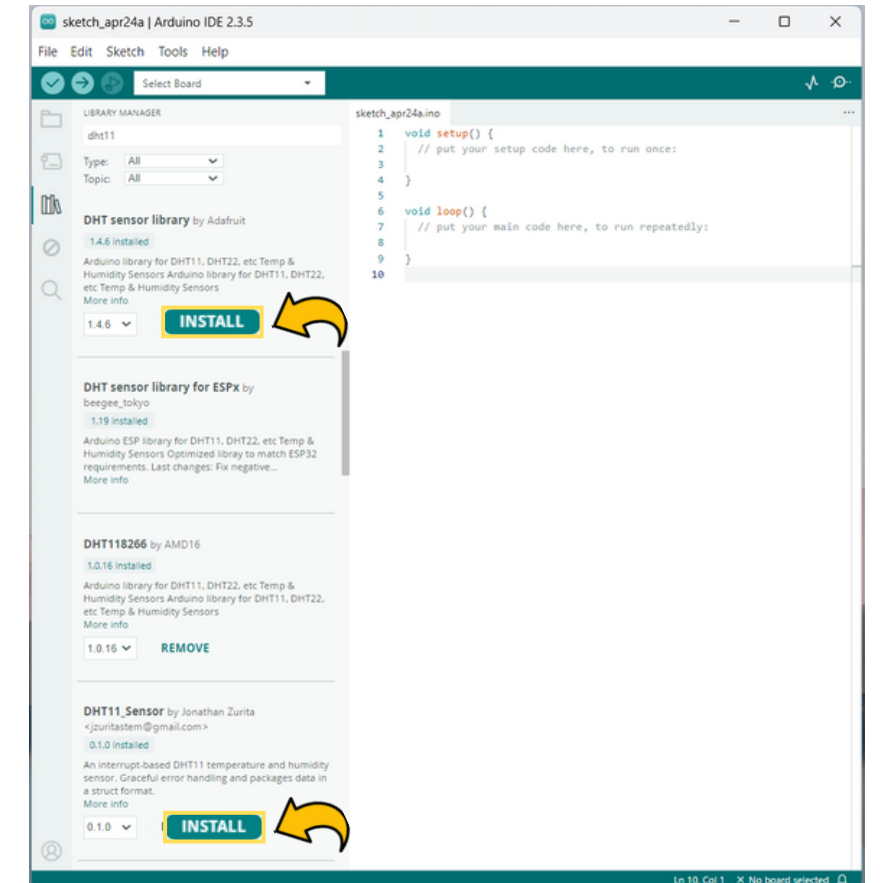 sketch_apr24a | Arduino IDE 2.3.5
File Edit Sketch Tools Help
Select Board
LIBRARY MANAGER
dht11
Type: All
Topic: All
DHT sensor library by Adafruit
1.4.6 installed
Arduino library for DHT11, DHT22, etc Temp &
Humidity Sensors Arduino library for DHT11, DHT22,
etc Temp & Humidity Sensors
More info
1.4.6
INSTALL
DHT sensor library for ESPx by
beegee_tokyo
1.19 installed
Arduino ESP library for DHT11, DHT22, etc Temp &
Humidity Sensors Optimized libray to match ESP32
requirements. Last changes: Fix negative...
More info
DHT118266 by AMD16
1.0.16 installed
Arduino library for DHT11, DHT22, etc Temp &
Humidity Sensors Arduino library for DHT11, DHT22,
etc Temp & Humidity Sensors
More info
1.0.16
REMOVE
DHT11_Sensor by Jonathan Zurita
<jzuritastem@gmail.com>
0.1.0 installed
An interrupt-based DHT11 temperature and humidity
sensor. Graceful error handling and packages data in
a struct format.
More info
0.1.0
INSTALL
sketch_apr24a.ino
1 void setup() {
2 // put your setup code here, to run once:
3
4 }
5
6 void loop() {
7 // put your main code here, to run repeatedly:
8
9 }
10
Ln 10, Col 1 × No board selected